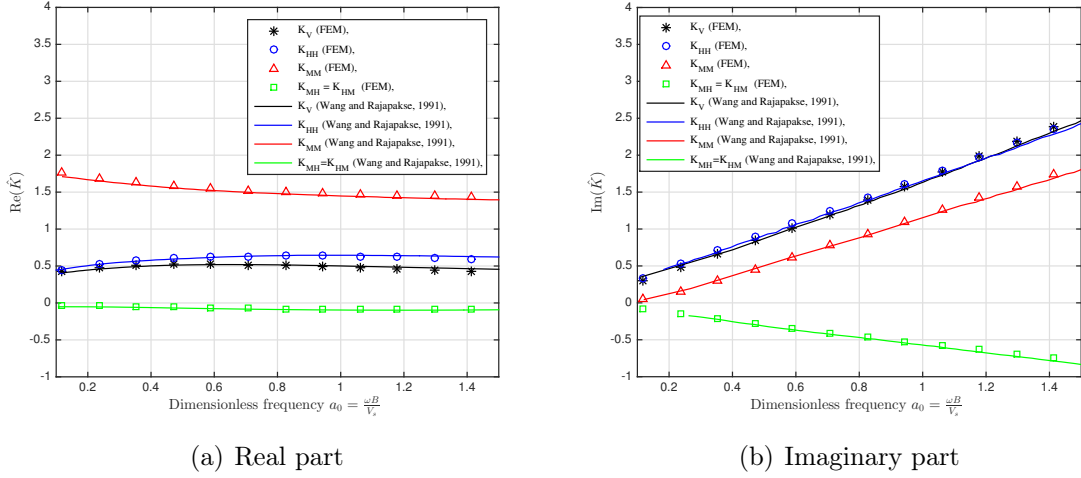 4
3.5
3
2.5
2
1.5
1
0.5
0
-0.5
-1
Re(K̂)
K_V (FEM),
K_HH (FEM),
K_MM (FEM),
K_MH = K_HM (FEM),
K_V (Wang and Rajapakse, 1991),
K_HH (Wang and Rajapakse, 1991),
K_MM (Wang and Rajapakse, 1991),
K_MH=K_HM (Wang and Rajapakse, 1991),
0.2 0.4 0.6 0.8 1 1.2 1.4
Dimensionless frequency a_0 = ωB/V_s
(a) Real part
4
3.5
3
2.5
2
1.5
1
0.5
0
-0.5
-1
Im(K̂)
K_V (FEM),
K_HH (FEM),
K_MM (FEM),
K_MH = K_HM (FEM),
K_V (Wang and Rajapakse, 1991),
K_HH (Wang and Rajapakse, 1991),
K_MM (Wang and Rajapakse, 1991),
K_MH=K_HM (Wang and Rajapakse, 1991),
0.2 0.4 0.6 0.8 1 1.2 1.4
Dimensionless frequency a_0 = ωB/V_s
(b) Imaginary part